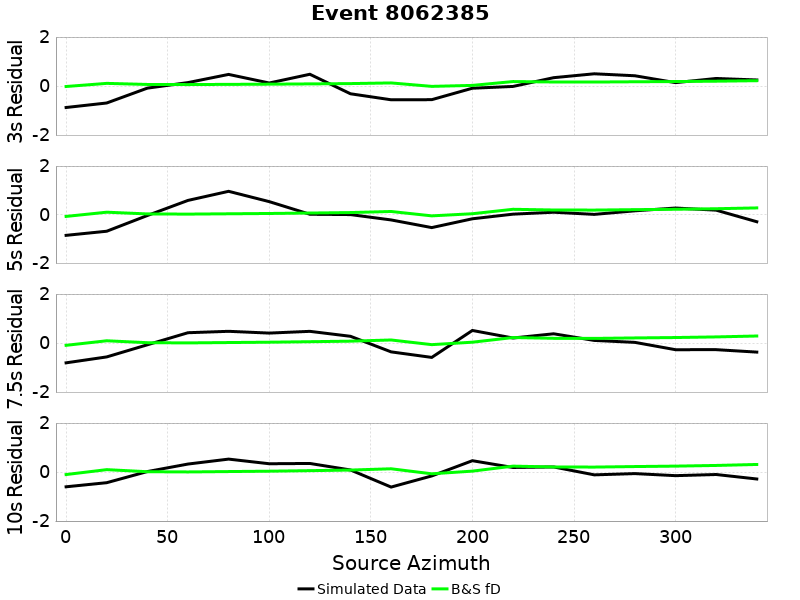 Event 8062385
3s Residual
2
0
-2
5s Residual
2
0
-2
7.5s Residual
2
0
-2
10s Residual
2
0
-2
0 50 100 150 200 250 300
Source Azimuth
Simulated Data B&S fD